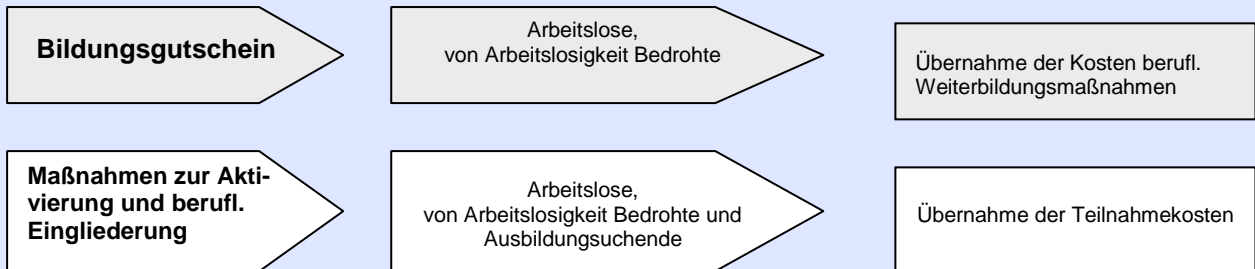 Bildungsgutschein
Arbeitslose,
von Arbeitslosigkeit Bedrohte
Übernahme der Kosten berufl.
Weiterbildungsmaßnahmen
Maßnahmen zur Akti-
vierung und berufl.
Eingliederung
Arbeitslose,
von Arbeitslosigkeit Bedrohte und
Ausbildungsuchende
Übernahme der Teilnahmekosten